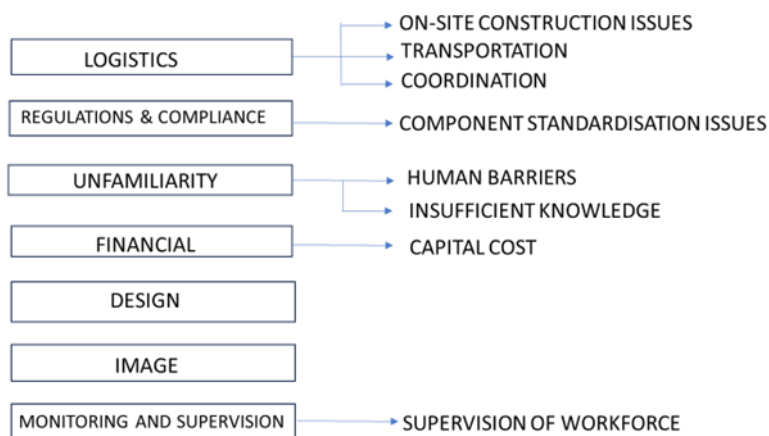 LOGISTICS
ON-SITE CONSTRUCTION ISSUES
TRANSPORTATION
COORDINATION
REGULATIONS & COMPLIANCE
COMPONENT STANDARDISATION ISSUES
UNFAMILIARITY
HUMAN BARRIERS
INSUFFICIENT KNOWLEDGE
FINANCIAL
CAPITAL COST
DESIGN
IMAGE
MONITORING AND SUPERVISION
SUPERVISION OF WORKFORCE